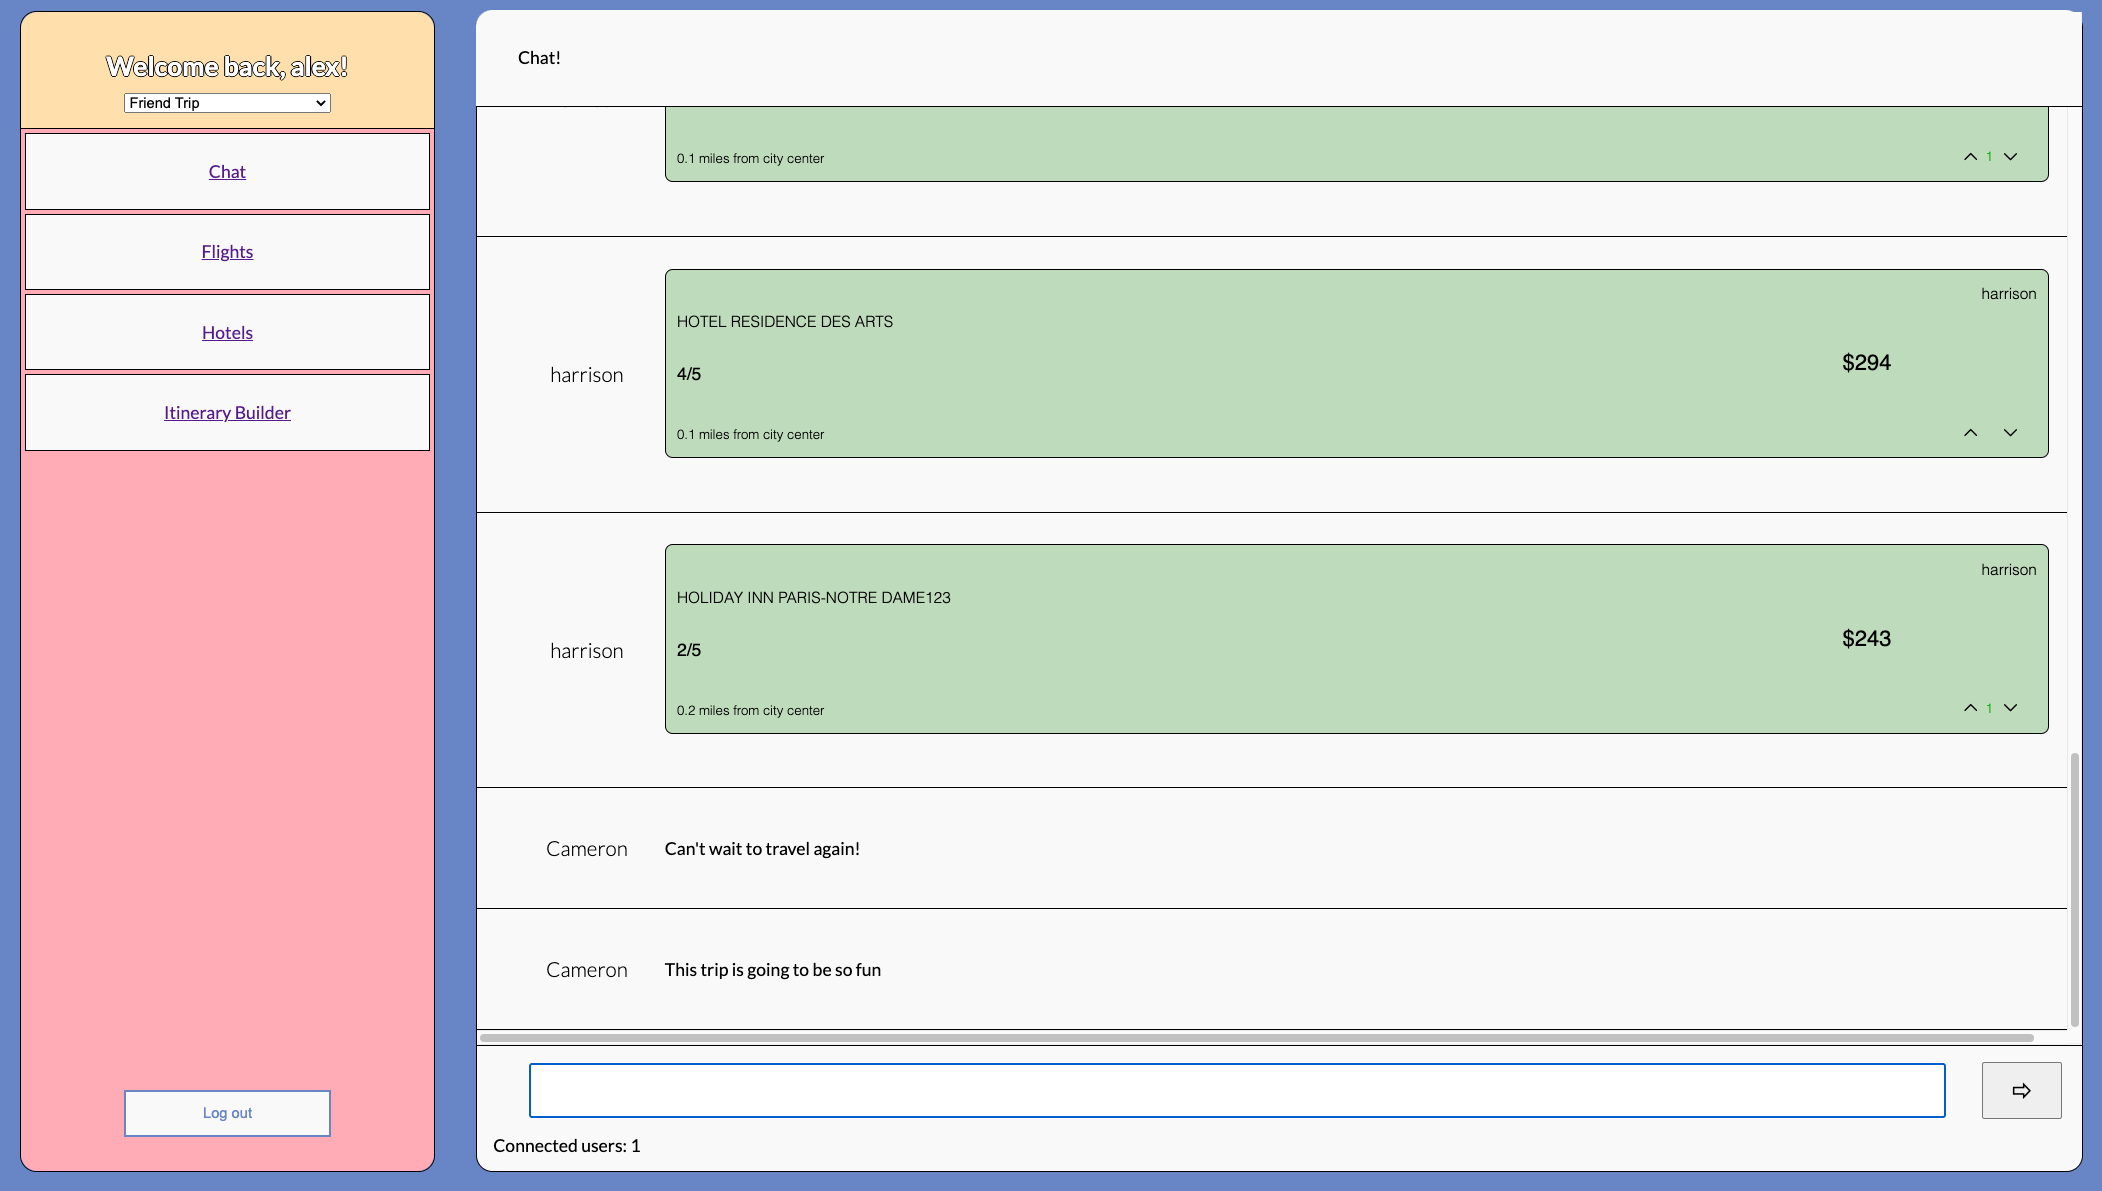 Welcome back, alex!
Friend Trip
Chat
Flights
Hotels
Itinerary Builder
Log out
Chat!
0.1 miles from city center
1
harrison
harrison
HOTEL RESIDENCE DES ARTS
4/5
$294
0.1 miles from city center
harrison
harrison
HOLIDAY INN PARIS-NOTRE DAME123
2/5
$243
0.2 miles from city center
1
Cameron
Can't wait to travel again!
Cameron
This trip is going to be so fun
Connected users: 1